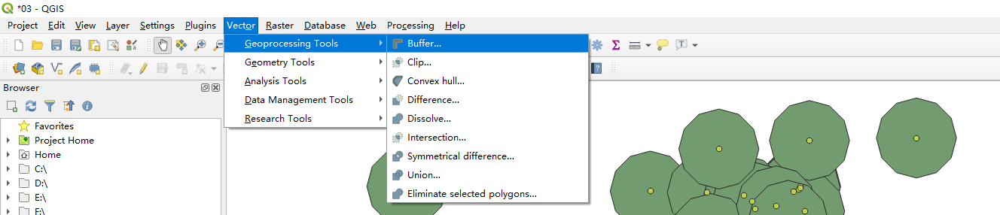 *03 - QGIS
Project Edit View Layer Settings Plugins Vector Raster Database Web Processing Help
Geoprocessing Tools
Geometry Tools
Analysis Tools
Data Management Tools
Research Tools
Buffer...
Clip...
Convex hull...
Difference...
Dissolve...
Intersection...
Symmetrical difference...
Union...
Eliminate selected polygons...
Browser
Favorites
Project Home
Home
C:\
D:\
E:\
F:\